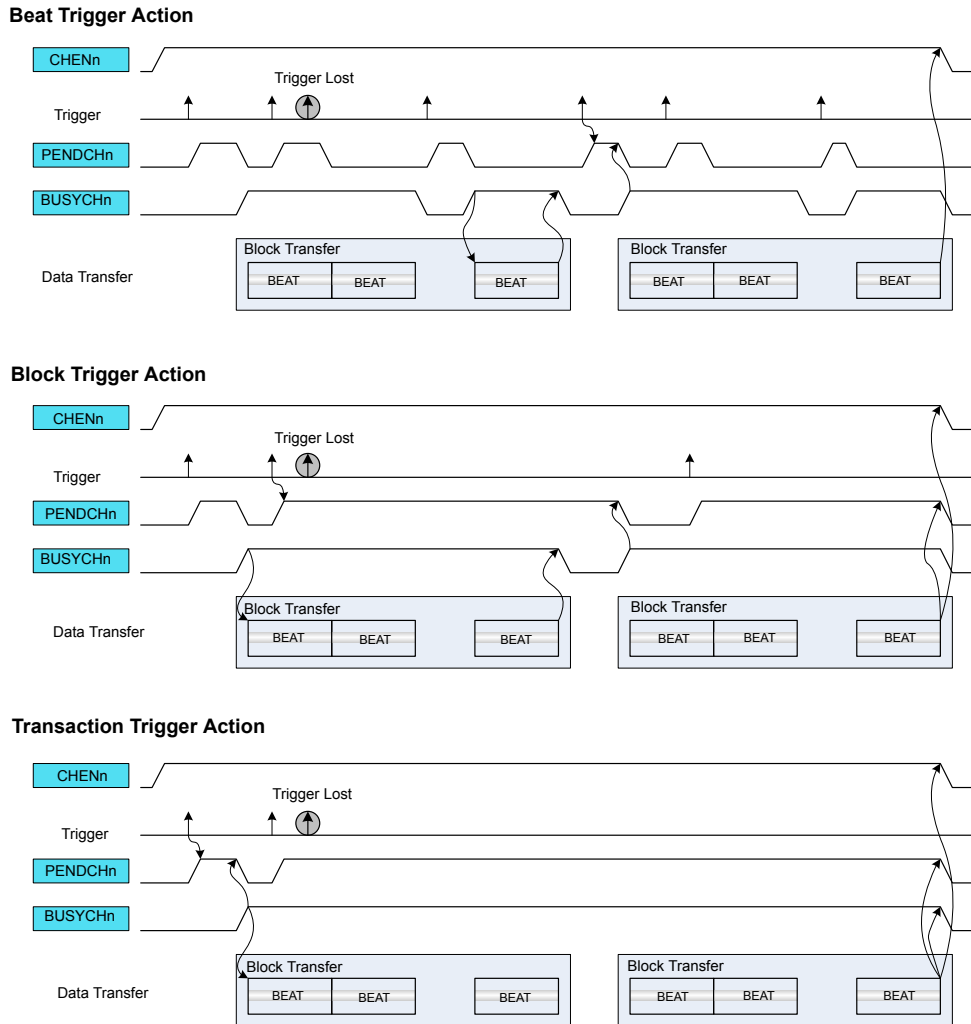 Beat Trigger Action
CHENn
Trigger Lost
Trigger
PENDCHn
BUSYCHn
Block Transfer
Block Transfer
Data Transfer
BEAT
BEAT
BEAT
BEAT
BEAT
BEAT
Block Trigger Action
CHENn
Trigger Lost
Trigger
PENDCHn
BUSYCHn
Block Transfer
Block Transfer
Data Transfer
BEAT
BEAT
BEAT
BEAT
BEAT
BEAT
Transaction Trigger Action
CHENn
Trigger Lost
Trigger
PENDCHn
BUSYCHn
Block Transfer
Block Transfer
Data Transfer
BEAT
BEAT
BEAT
BEAT
BEAT
BEAT